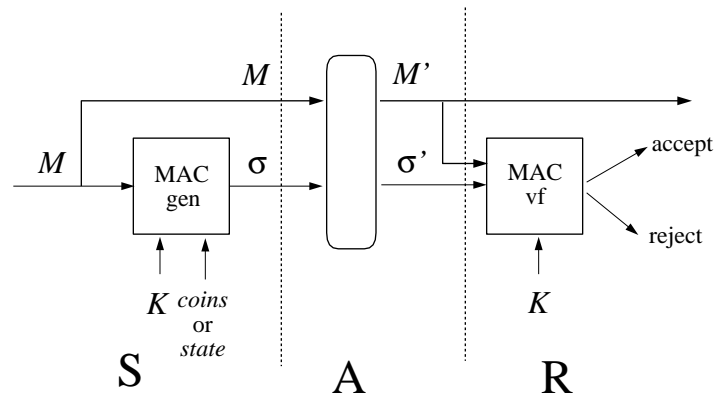 M
M'
M
MAC
gen
σ
σ'
MAC
vf
accept
reject
K
coins
or
state
K
S
A
R